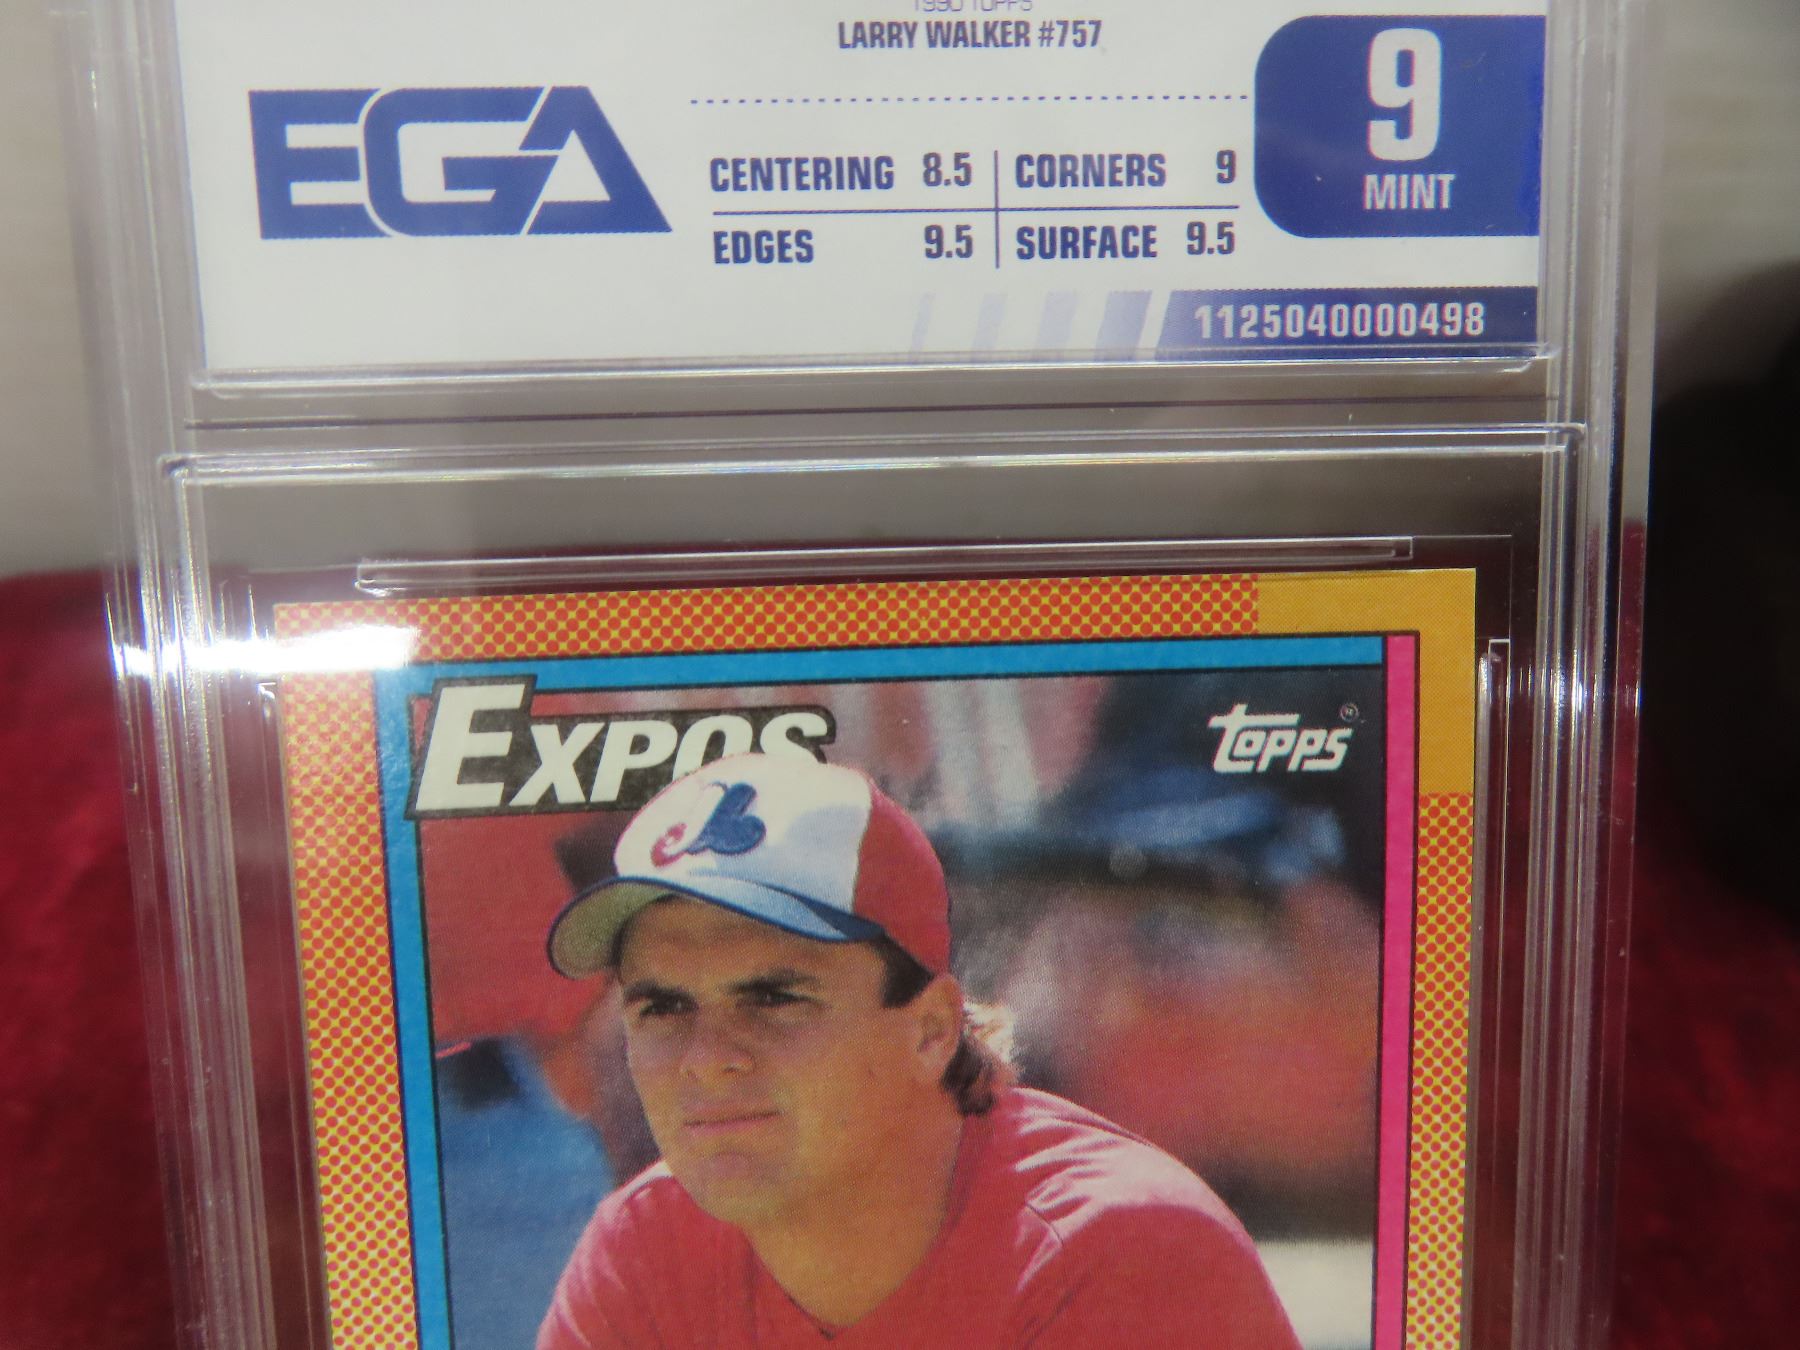 1990 TOPPS
LARRY WALKER #757
EGA
CENTERING 8.5 CORNERS 9
EDGES 9.5 SURFACE 9.5
9
MINT
1125040000498
EXPOS
topps®